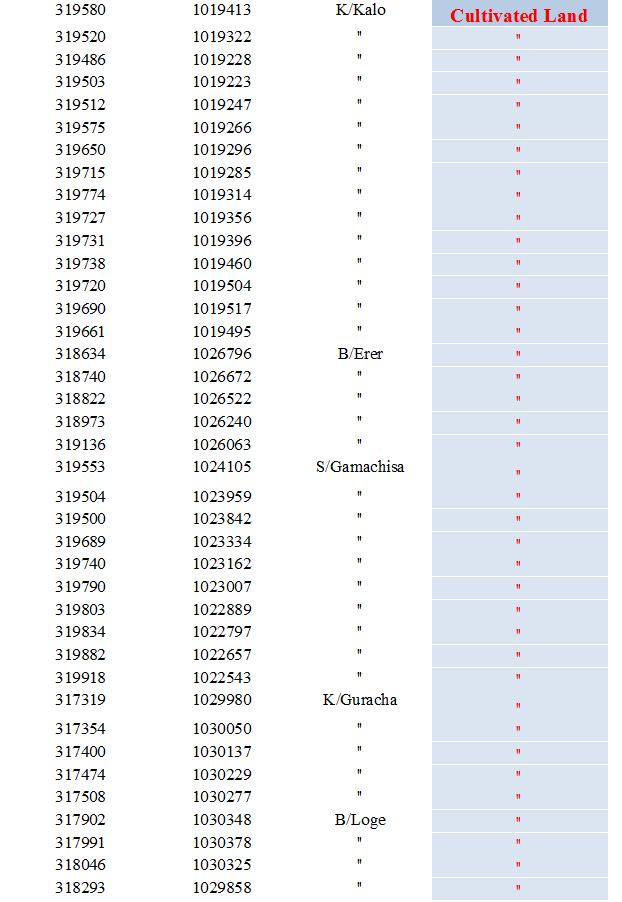 319580 1019413 K/Kalo Cultivated Land
319520 1019322 " "
319486 1019228 " "
319503 1019223 " "
319512 1019247 " "
319575 1019266 " "
319650 1019296 " "
319715 1019285 " "
319774 1019314 " "
319727 1019356 " "
319731 1019396 " "
319738 1019460 " "
319720 1019504 " "
319690 1019517 " "
319661 1019495 " "
318634 1026796 B/Erer "
318740 1026672 " "
318822 1026522 " "
318973 1026240 " "
319136 1026063 " "
319553 1024105 S/Gamachisa "
319504 1023959 " "
319500 1023842 " "
319689 1023334 " "
319740 1023162 " "
319790 1023007 " "
319803 1022889 " "
319834 1022797 " "
319882 1022657 " "
319918 1022543 " "
317319 1029980 K/Guracha "
317354 1030050 " "
317400 1030137 " "
317474 1030229 " "
317508 1030277 " "
317902 1030348 B/Loge "
317991 1030378 " "
318046 1030325 " "
318293 1029858 " "